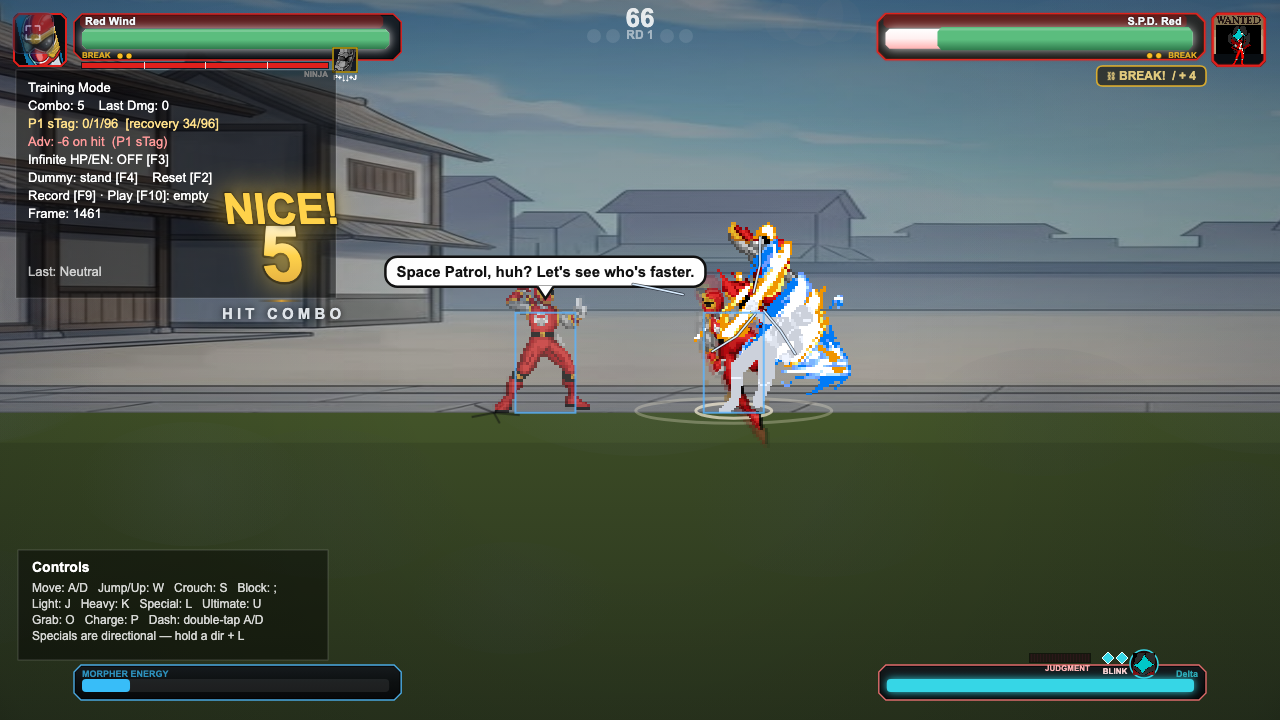 Red Wind
66
RD 1
S.P.D. Red
WANTED
BREAK
BREAK
NINJA
BREAK! / + 4
Training Mode
Combo: 5 Last Dmg: 0
P1 sTag: 0/1/96 [recovery 34/96]
Adv: -6 on hit (P1 sTag)
Infinite HP/EN: OFF [F3]
Dummy: stand [F4] Reset [F2]
Record [F9] · Play [F10]: empty
Frame: 1461
Last: Neutral
NICE!
5
HIT COMBO
Space Patrol, huh? Let's see who's faster.
Controls
Move: A/D Jump/Up: W Crouch: S Block: ;
Light: J Heavy: K Special: L Ultimate: U
Grab: O Charge: P Dash: double-tap A/D
Specials are directional — hold a dir + L
MORPHER ENERGY
JUDGMENT
BLINK
Delta